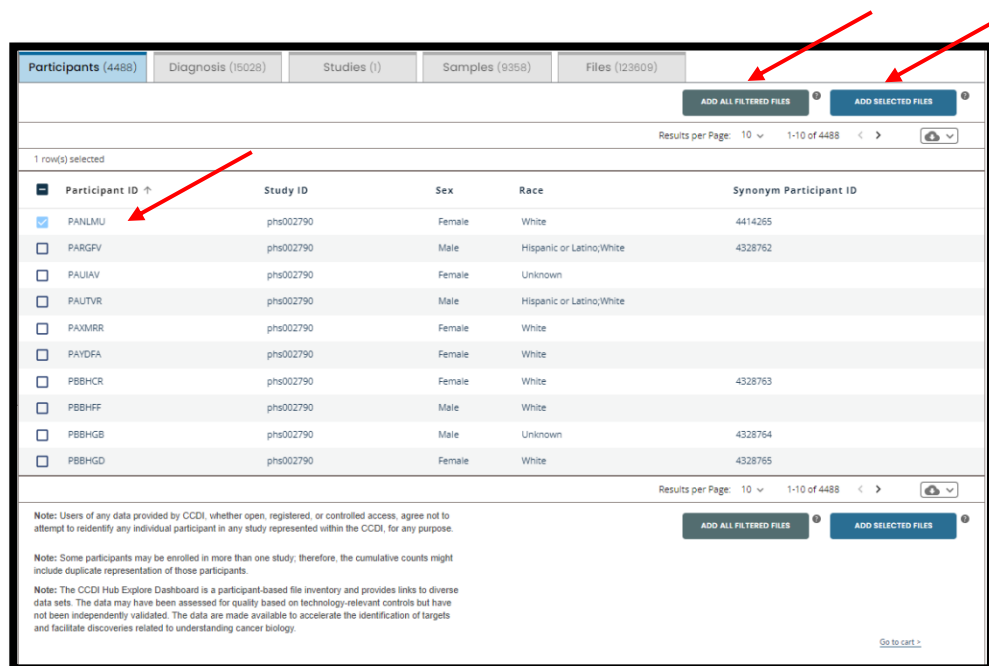 Participants (4488) Diagnosis (15028) Studies (1) Samples (9358) Files (123609)
ADD ALL FILTERED FILES ? ADD SELECTED FILES ?
Results per Page: 10 1-10 of 4488 < >
1 row(s) selected
Participant ID ↑ Study ID Sex Race Synonym Participant ID
PANLMU phs002790 Female White 4414265
PARGFV phs002790 Male Hispanic or Latino;White 4328762
PAUIAV phs002790 Female Unknown
PAUTVR phs002790 Male Hispanic or Latino;White
PAXMRR phs002790 Female White
PAYDFA phs002790 Female White
PBBHCR phs002790 Female White 4328763
PBBHFF phs002790 Male White
PBBHGB phs002790 Male Unknown 4328764
PBBHGD phs002790 Female White 4328765
Results per Page: 10 1-10 of 4488 < >
Note: Users of any data provided by CCDI, whether open, registered, or controlled access, agree not to
attempt to reidentify any individual participant in any study represented within the CCDI, for any purpose.
ADD ALL FILTERED FILES ? ADD SELECTED FILES ?
Note: Some participants may be enrolled in more than one study; therefore, the cumulative counts might
include duplicate representation of those participants.
Note: The CCDI Hub Explore Dashboard is a participant-based file inventory and provides links to diverse
data sets. The data may have been assessed for quality based on technology-relevant controls but have
not been independently validated. The data are made available to accelerate the identification of targets
and facilitate discoveries related to understanding cancer biology.
Go to cart >